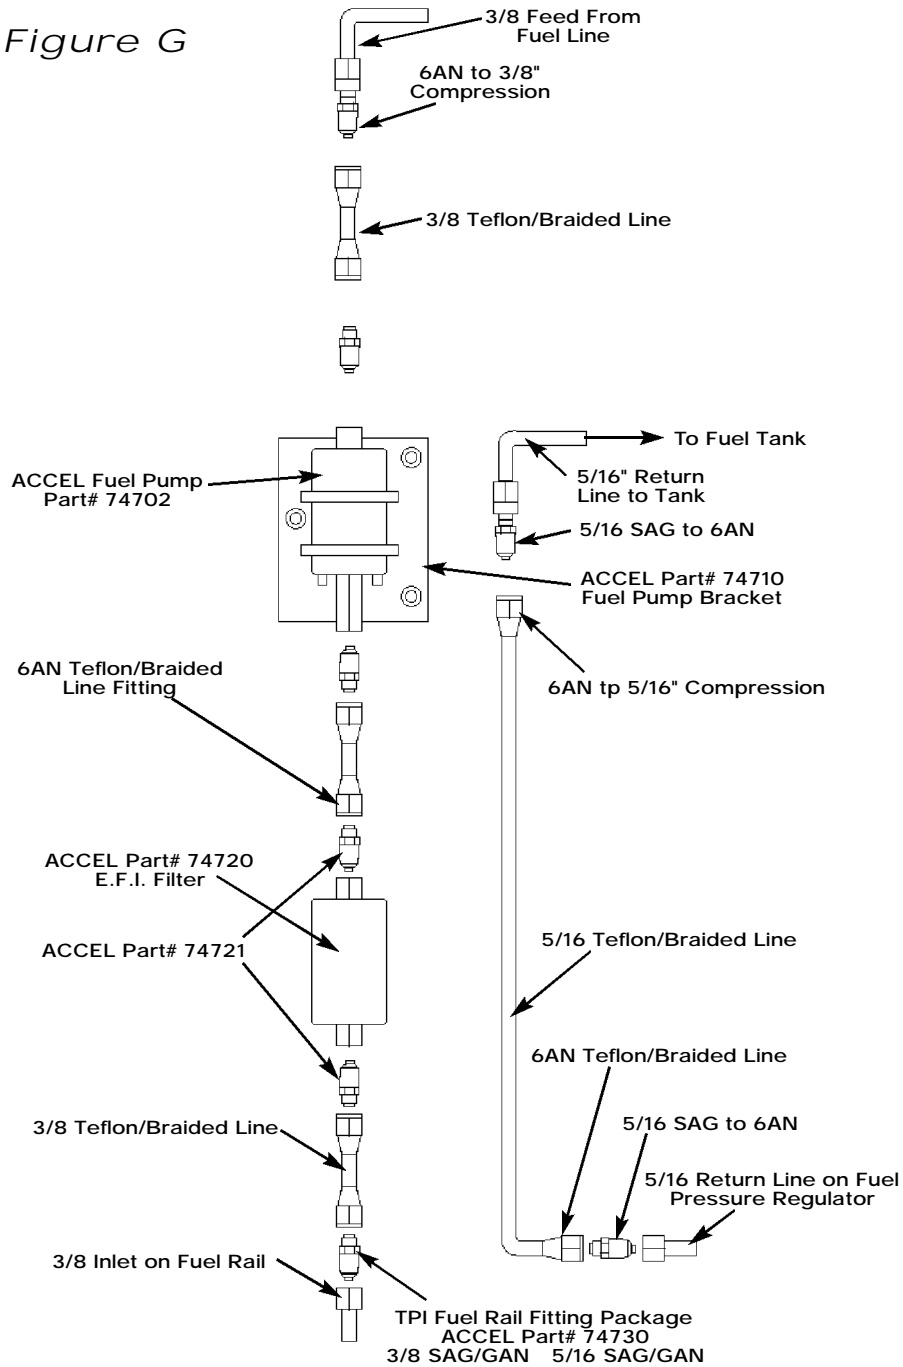 Figure G
3/8 Feed From
Fuel Line
6AN to 3/8"
Compression
3/8 Teflon/Braided Line
To Fuel Tank
ACCEL Fuel Pump
Part# 74702
5/16" Return
Line to Tank
5/16 SAG to 6AN
ACCEL Part# 74710
Fuel Pump Bracket
6AN Teflon/Braided
Line Fitting
6AN tp 5/16" Compression
ACCEL Part# 74720
E.F.I. Filter
ACCEL Part# 74721
5/16 Teflon/Braided Line
6AN Teflon/Braided Line
3/8 Teflon/Braided Line
5/16 SAG to 6AN
5/16 Return Line on Fuel
Pressure Regulator
3/8 Inlet on Fuel Rail
TPI Fuel Rail Fitting Package
ACCEL Part# 74730
3/8 SAG/GAN 5/16 SAG/GAN